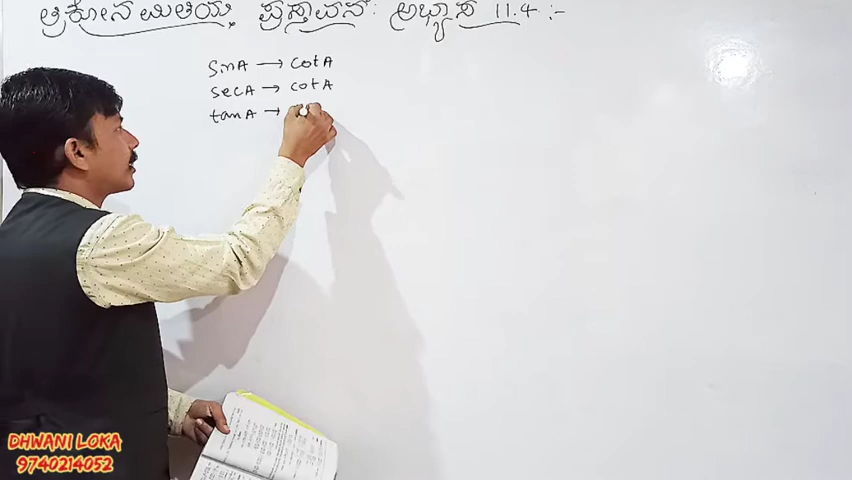 ತ್ರಿಕೋನಮಿತಿಯ ಪ್ರಸ್ತಾವನೆ: ಅಭ್ಯಾಸ 11.4 :-
SinA → cotA
secA → cotA
tanA →
DHWANI LOKA
9740214052